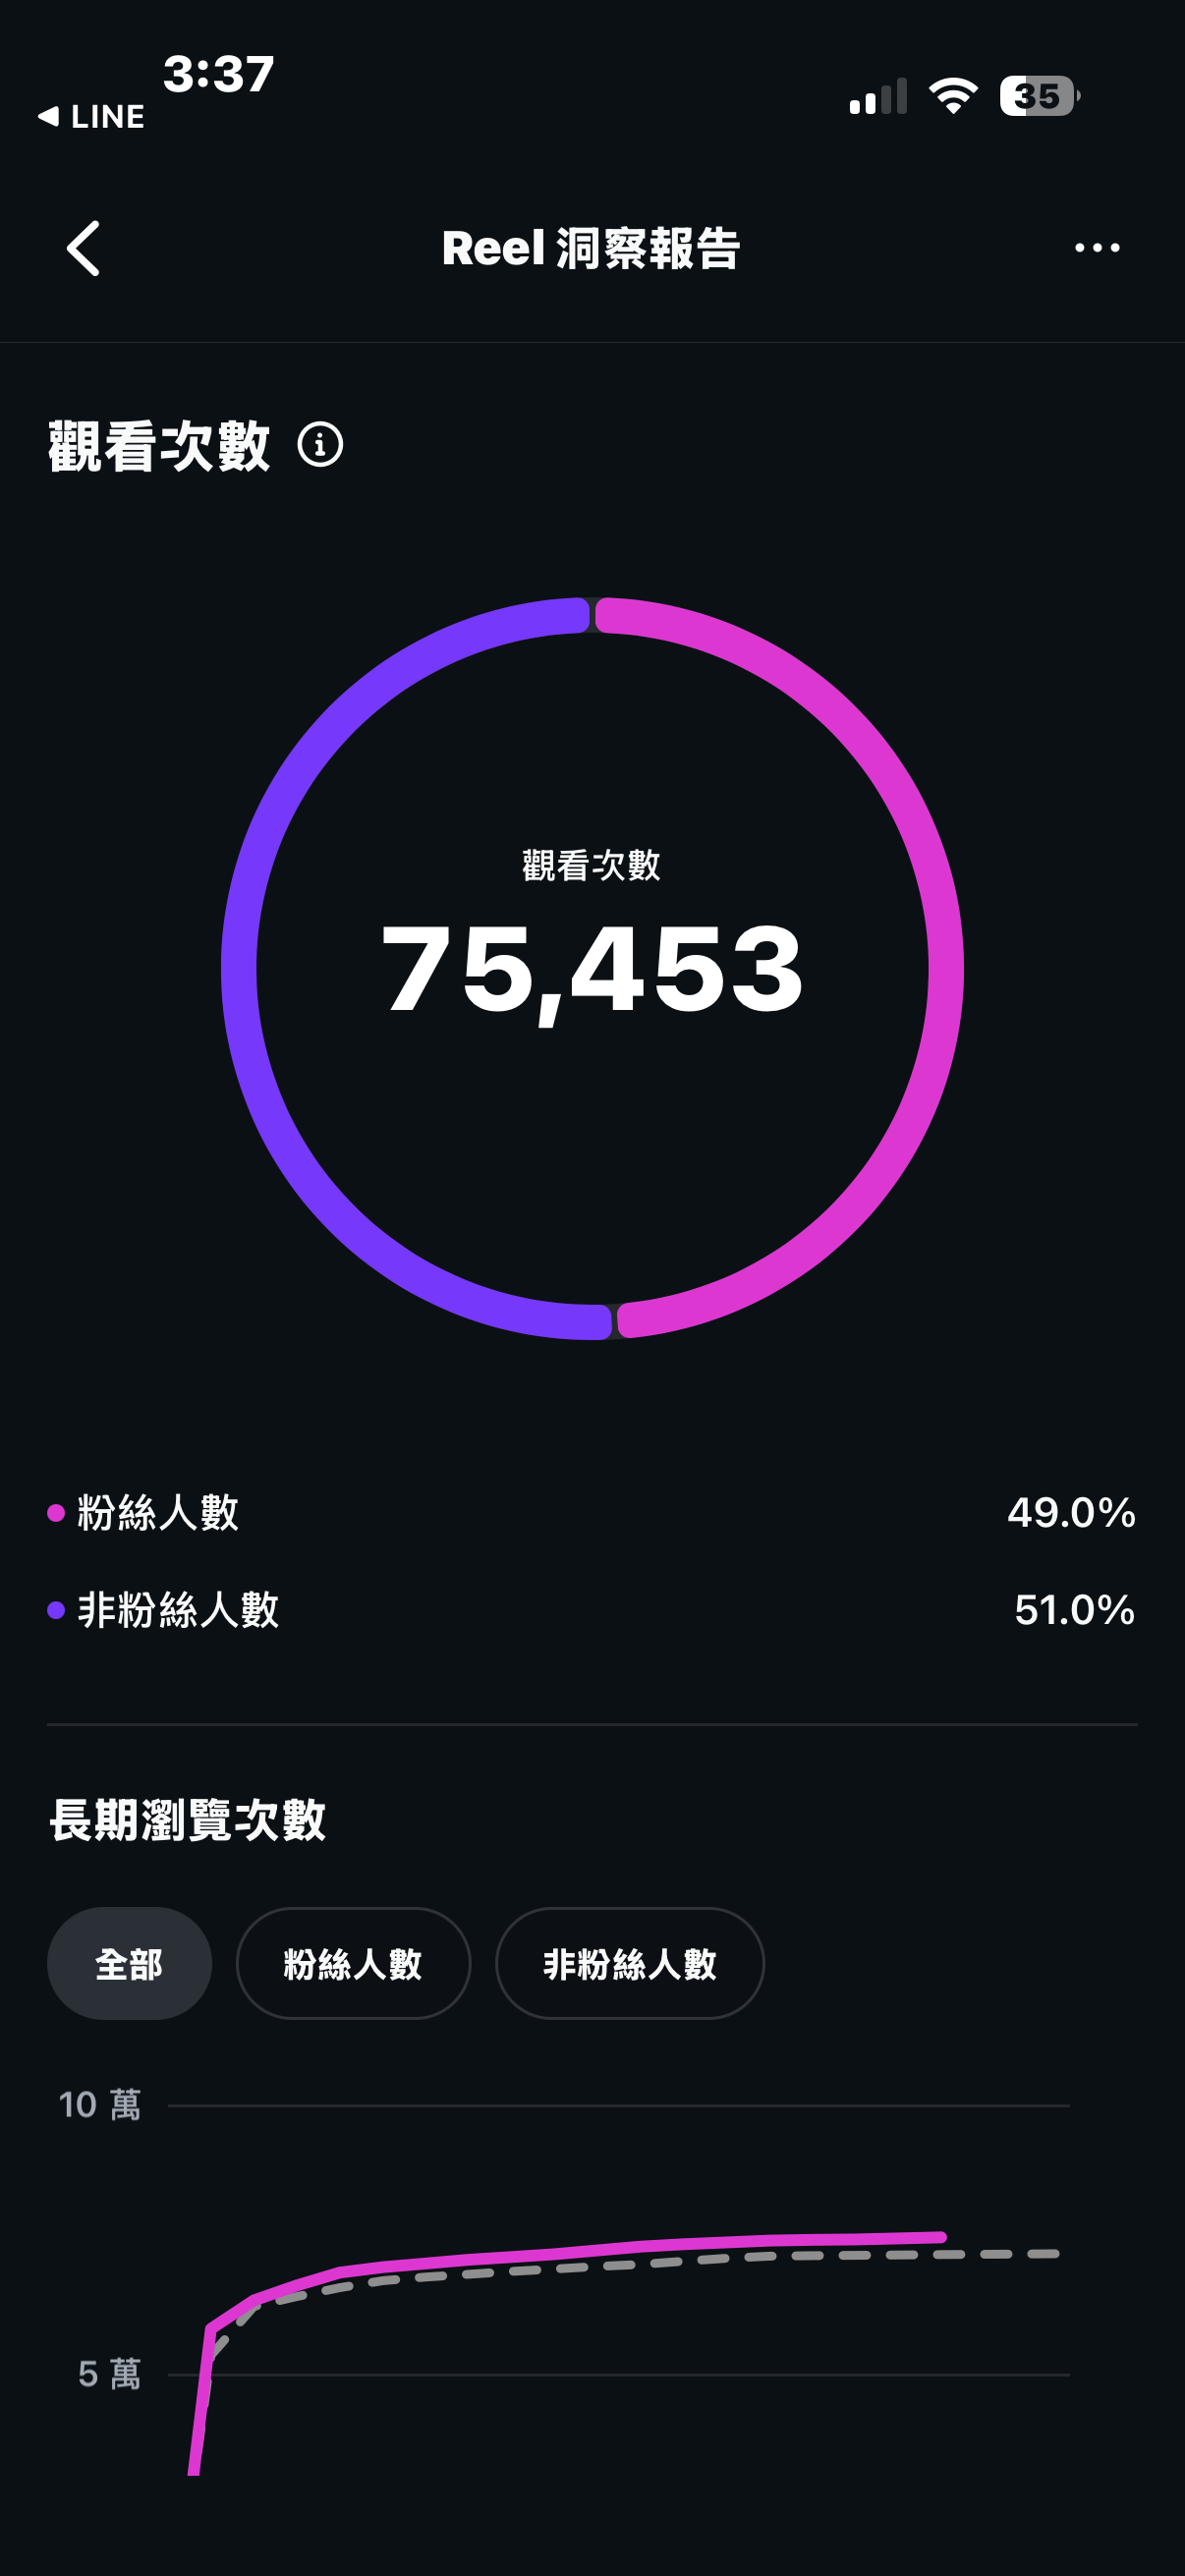 3:37
LINE
35
Reel 洞察報告
觀看次數
觀看次數
75,453
粉絲人數 49.0%
非粉絲人數 51.0%
長期瀏覽次數
全部 粉絲人數 非粉絲人數
10 萬
5 萬